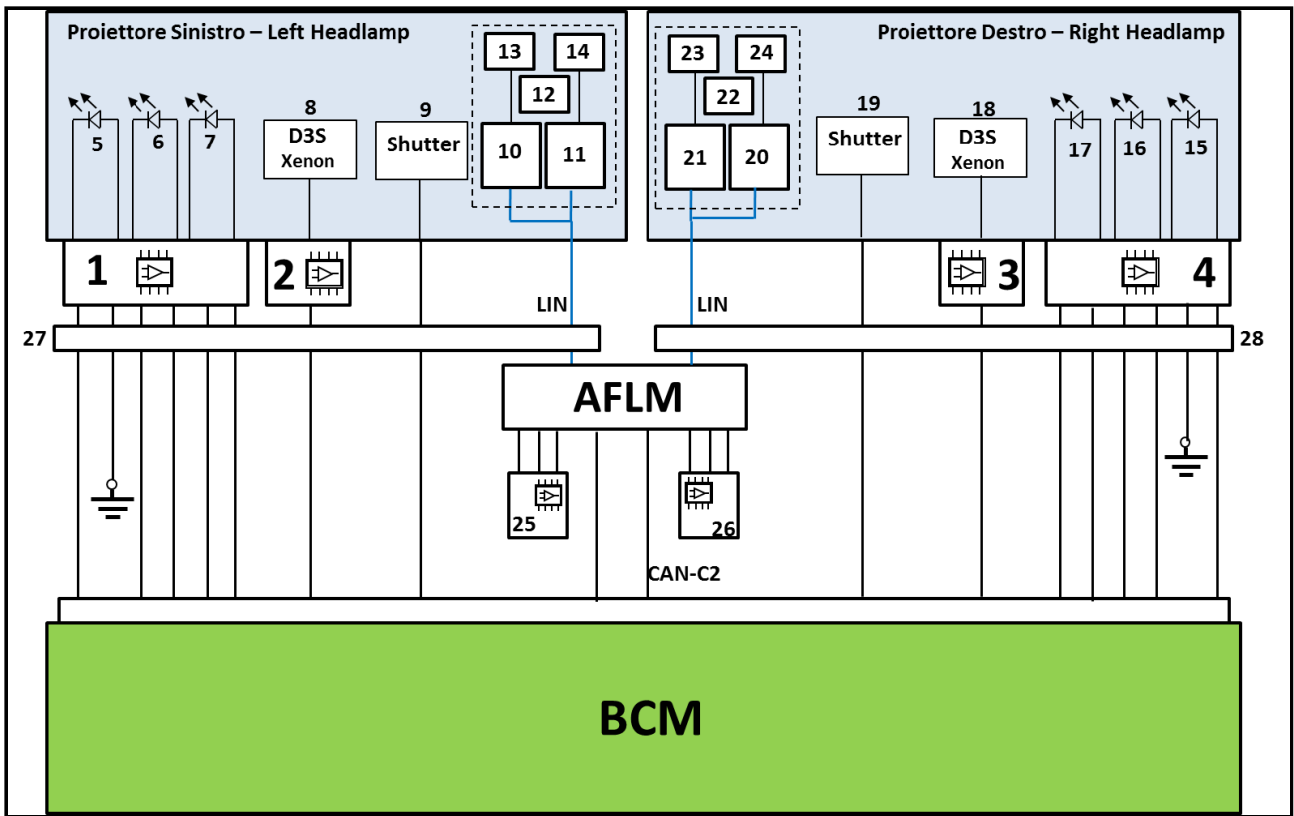 Proiettore Sinistro – Left Headlamp
13
14
12
10
11
5
6
7
8
D3S
Xenon
9
Shutter
Proiettore Destro – Right Headlamp
23
24
22
21
20
19
Shutter
18
D3S
Xenon
17
16
15
1
2
3
4
LIN
LIN
27
28
AFLM
25
26
CAN-C2
BCM